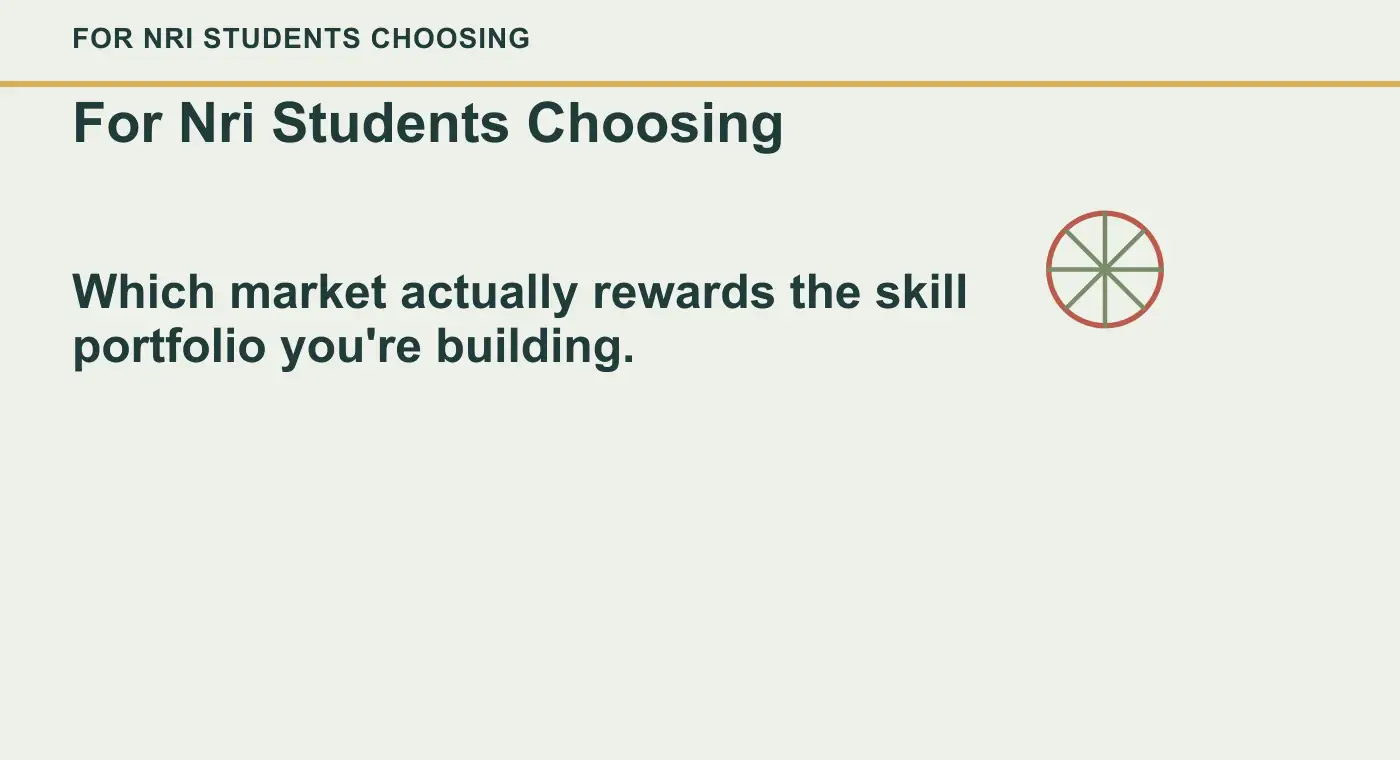 FOR NRI STUDENTS CHOOSING
For Nri Students Choosing
Which market actually rewards the skill
portfolio you're building.